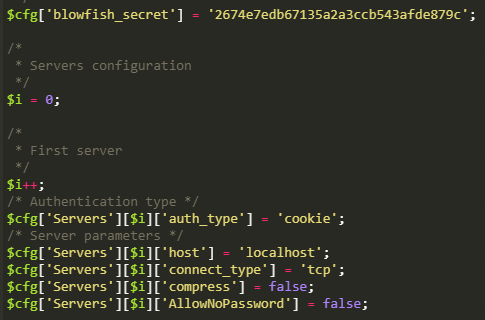 $cfg['blowfish_secret'] = '2674e7edb67135a2a3ccb543afde879c';
/*
 * Servers configuration
 */
$i = 0;
/*
 * First server
 */
$i++;
/* Authentication type */
$cfg['Servers'][$i]['auth_type'] = 'cookie';
/* Server parameters */
$cfg['Servers'][$i]['host'] = 'localhost';
$cfg['Servers'][$i]['connect_type'] = 'tcp';
$cfg['Servers'][$i]['compress'] = false;
$cfg['Servers'][$i]['AllowNoPassword'] = false;